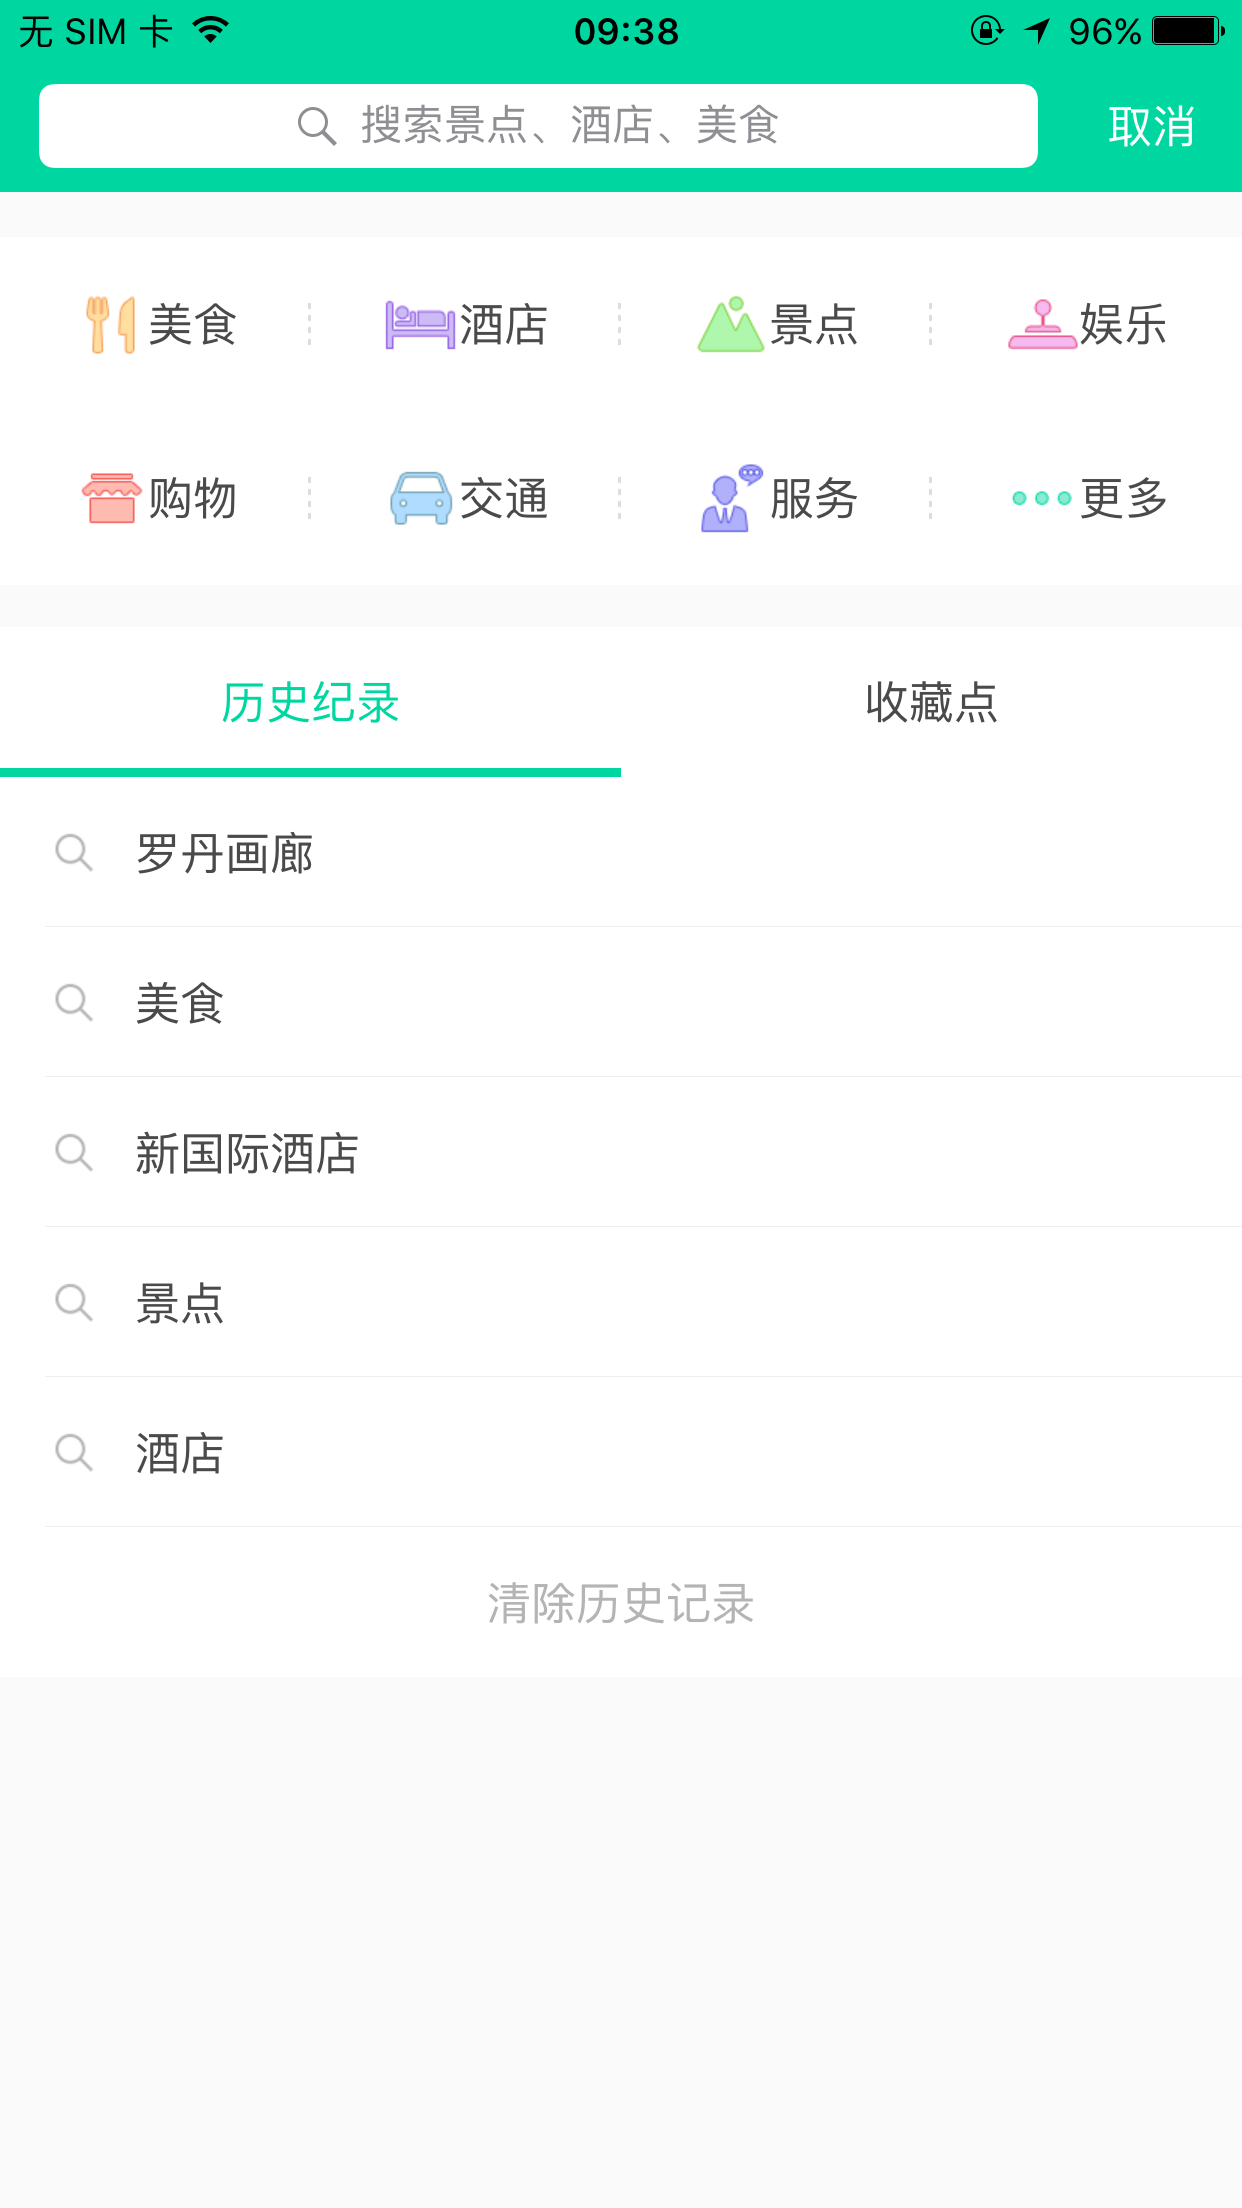 无 SIM 卡 09:38 96%
搜索景点、酒店、美食 取消
美食 酒店 景点 娱乐
购物 交通 服务 更多
历史纪录 收藏点
罗丹画廊
美食
新国际酒店
景点
酒店
清除历史记录